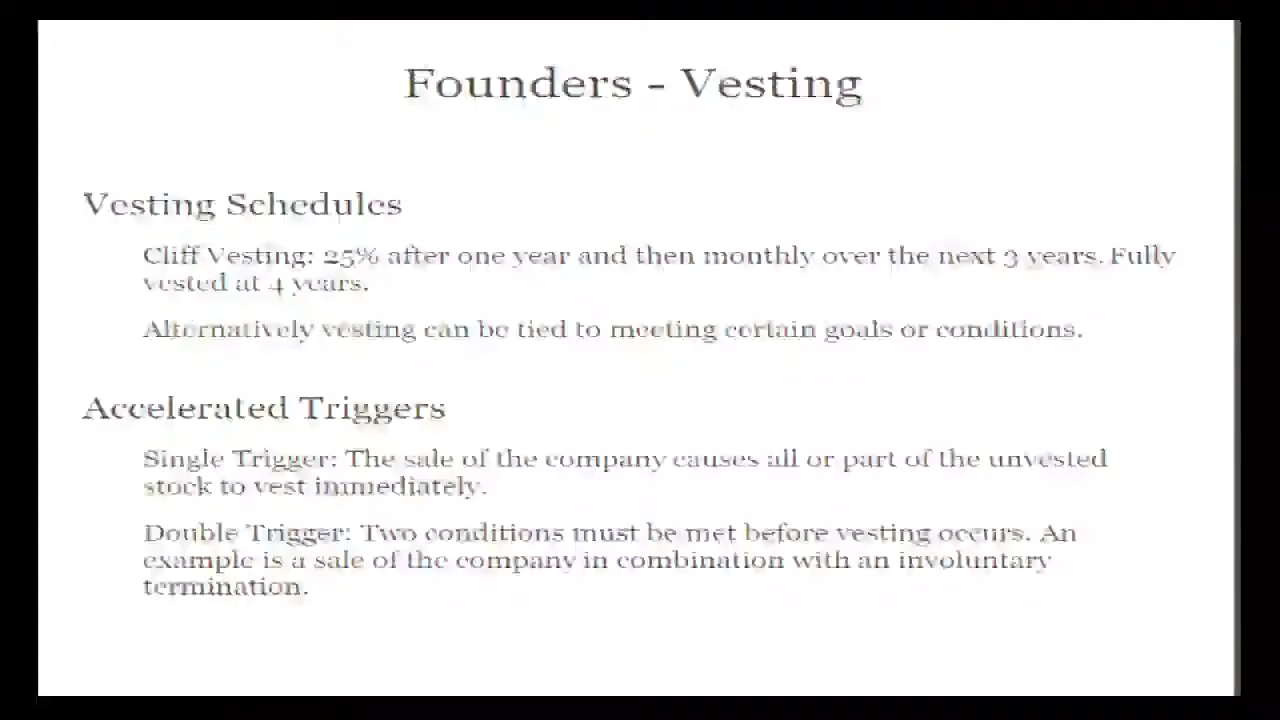 Founders - Vesting
Vesting Schedules
Cliff Vesting: 25% after one year and then monthly over the next 3 years. Fully
vested at 4 years.
Alternatively vesting can be tied to meeting certain goals or conditions.
Accelerated Triggers
Single Trigger: The sale of the company causes all or part of the unvested
stock to vest immediately.
Double Trigger: Two conditions must be met before vesting occurs. An
example is a sale of the company in combination with an involuntary
termination.